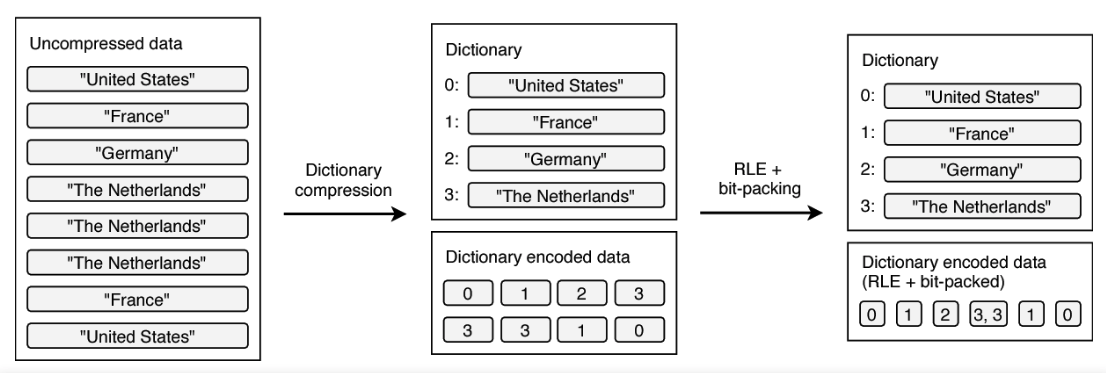 Uncompressed data
"United States"
"France"
"Germany"
"The Netherlands"
"The Netherlands"
"The Netherlands"
"France"
"United States"
Dictionary
compression
Dictionary
0: "United States"
1: "France"
2: "Germany"
3: "The Netherlands"
Dictionary encoded data
0 1 2 3
3 3 1 0
RLE +
bit-packing
Dictionary
0: "United States"
1: "France"
2: "Germany"
3: "The Netherlands"
Dictionary encoded data
(RLE + bit-packed)
0 1 2 3, 3 1 0